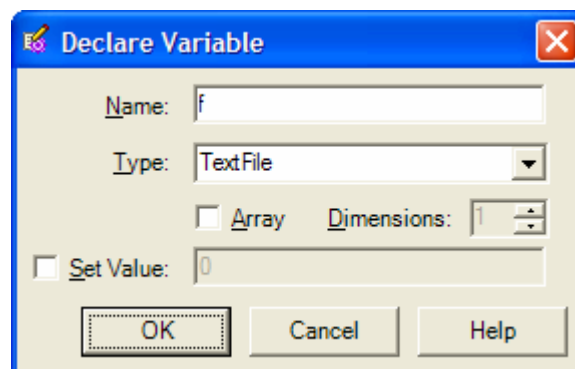 Declare Variable
Name: f
Type: TextFile
Array Dimensions: 1
Set Value: 0
OK Cancel Help